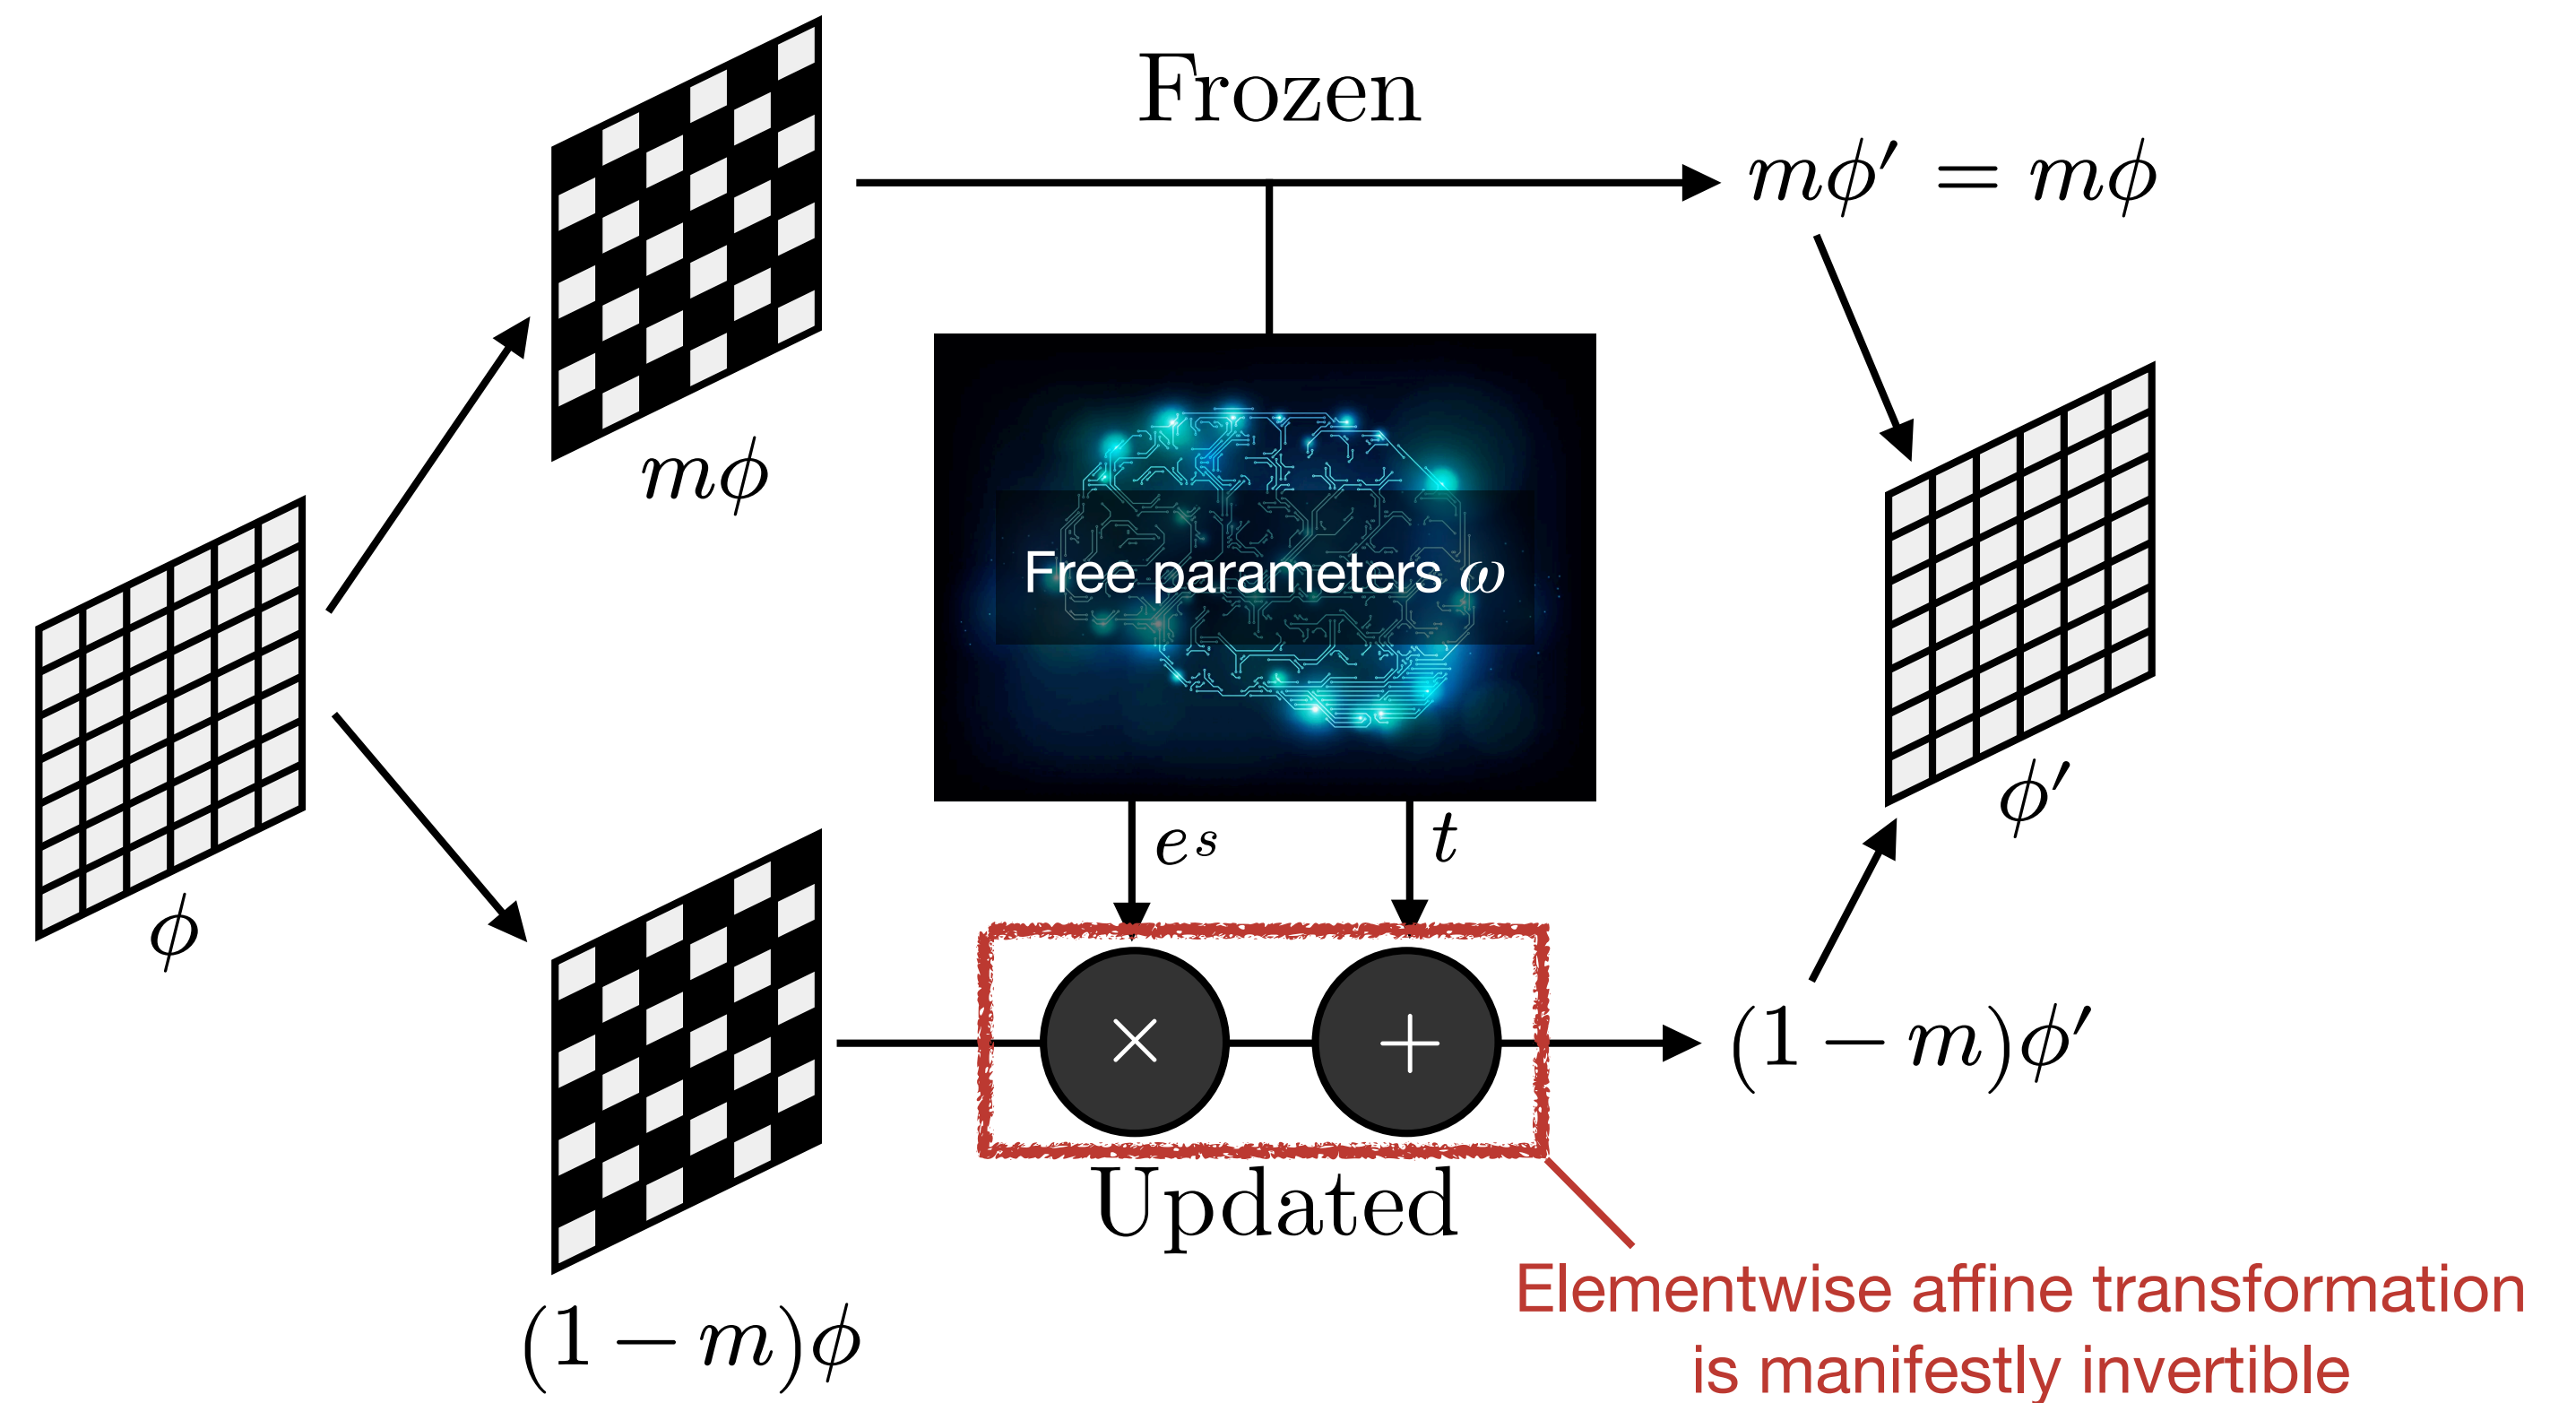 Frozen
mϕ′ = mϕ
mϕ
Free parameters ω
ϕ
e^s
t
ϕ′
×
+
(1 − m)ϕ′
Updated
(1 − m)ϕ
Elementwise affine transformation
is manifestly invertible